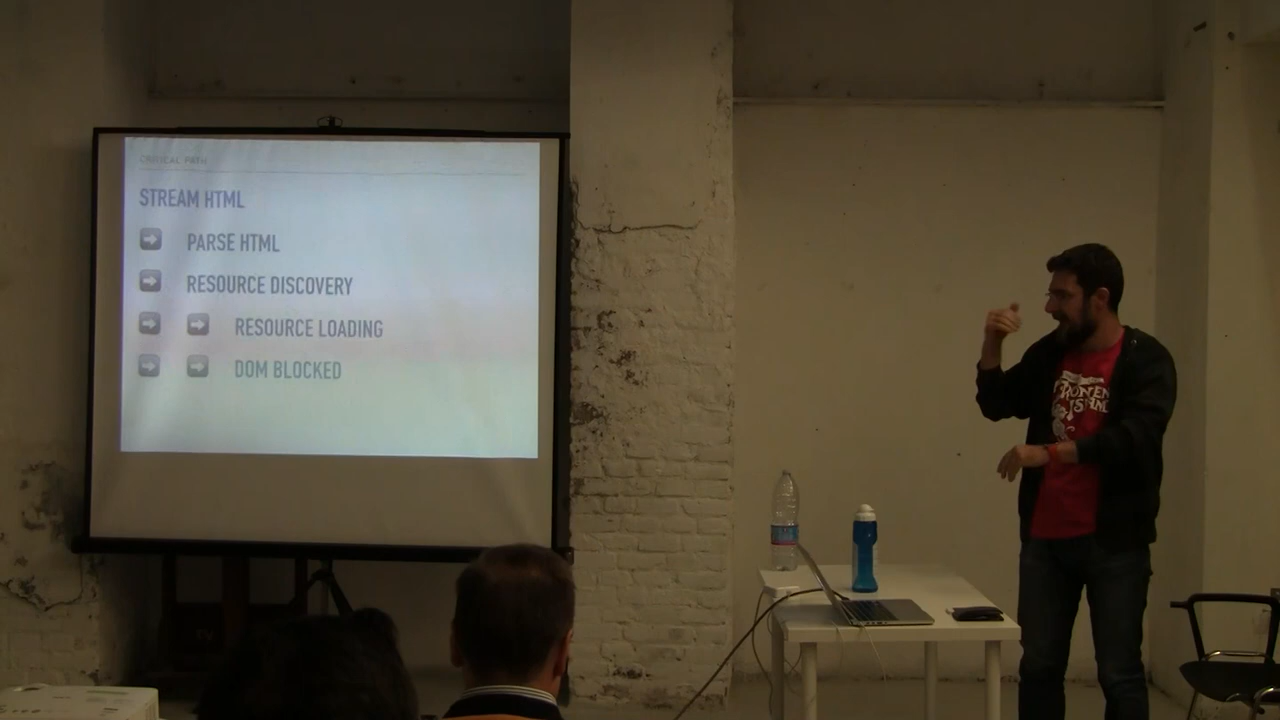 CRITICAL PATH
STREAM HTML
PARSE HTML
RESOURCE DISCOVERY
RESOURCE LOADING
DOM BLOCKED